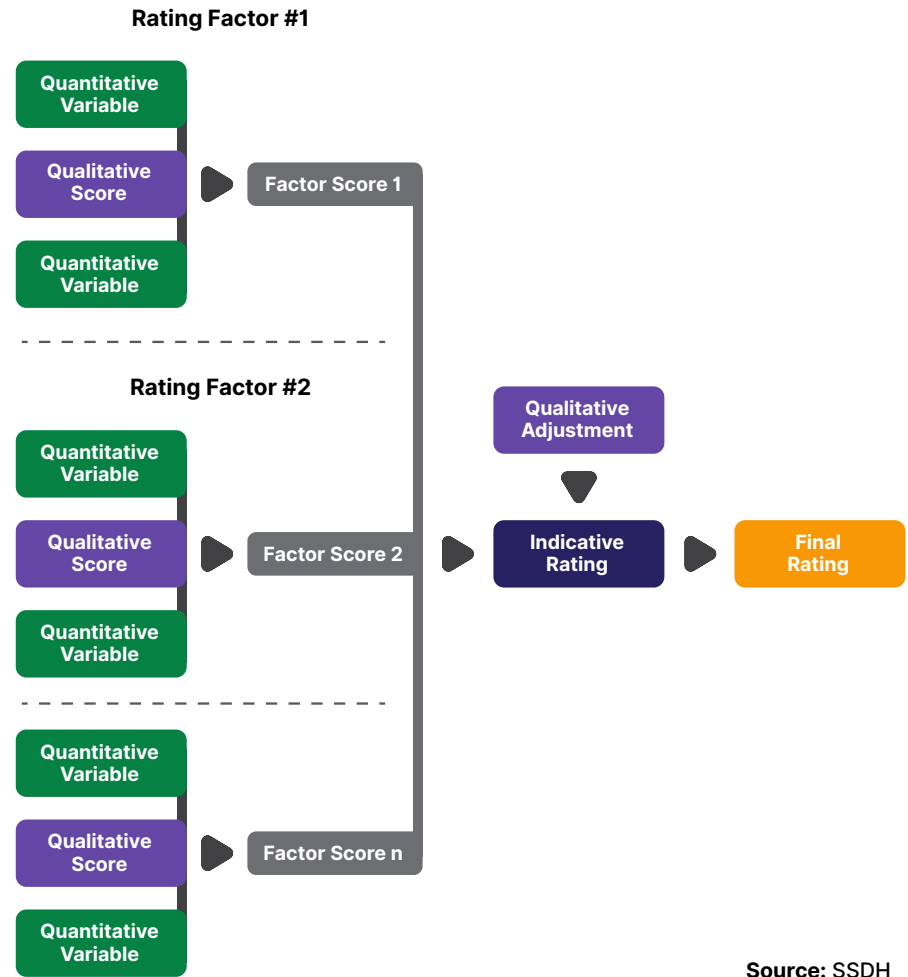 Rating Factor #1
Quantitative
Variable
Qualitative
Score
Quantitative
Variable
Factor Score 1
Rating Factor #2
Quantitative
Variable
Qualitative
Score
Quantitative
Variable
Factor Score 2
Qualitative
Adjustment
Indicative
Rating
Final
Rating
Quantitative
Variable
Qualitative
Score
Quantitative
Variable
Factor Score n
Source: SSDH